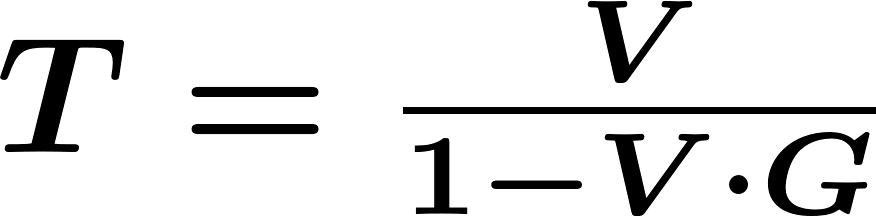 T = V / (1 − V · G)